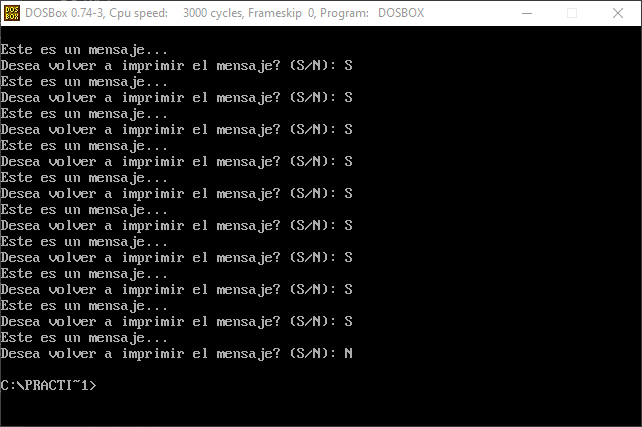 DOS
BOX
DOSBox 0.74-3, Cpu speed: 3000 cycles, Frameskip 0, Program: DOSBOX
Este es un mensaje...
Desea volver a imprimir el mensaje? (S/N): S
Este es un mensaje...
Desea volver a imprimir el mensaje? (S/N): S
Este es un mensaje...
Desea volver a imprimir el mensaje? (S/N): S
Este es un mensaje...
Desea volver a imprimir el mensaje? (S/N): S
Este es un mensaje...
Desea volver a imprimir el mensaje? (S/N): S
Este es un mensaje...
Desea volver a imprimir el mensaje? (S/N): S
Este es un mensaje...
Desea volver a imprimir el mensaje? (S/N): S
Este es un mensaje...
Desea volver a imprimir el mensaje? (S/N): S
Este es un mensaje...
Desea volver a imprimir el mensaje? (S/N): S
Este es un mensaje...
Desea volver a imprimir el mensaje? (S/N): N
C:\PRACTI~1>